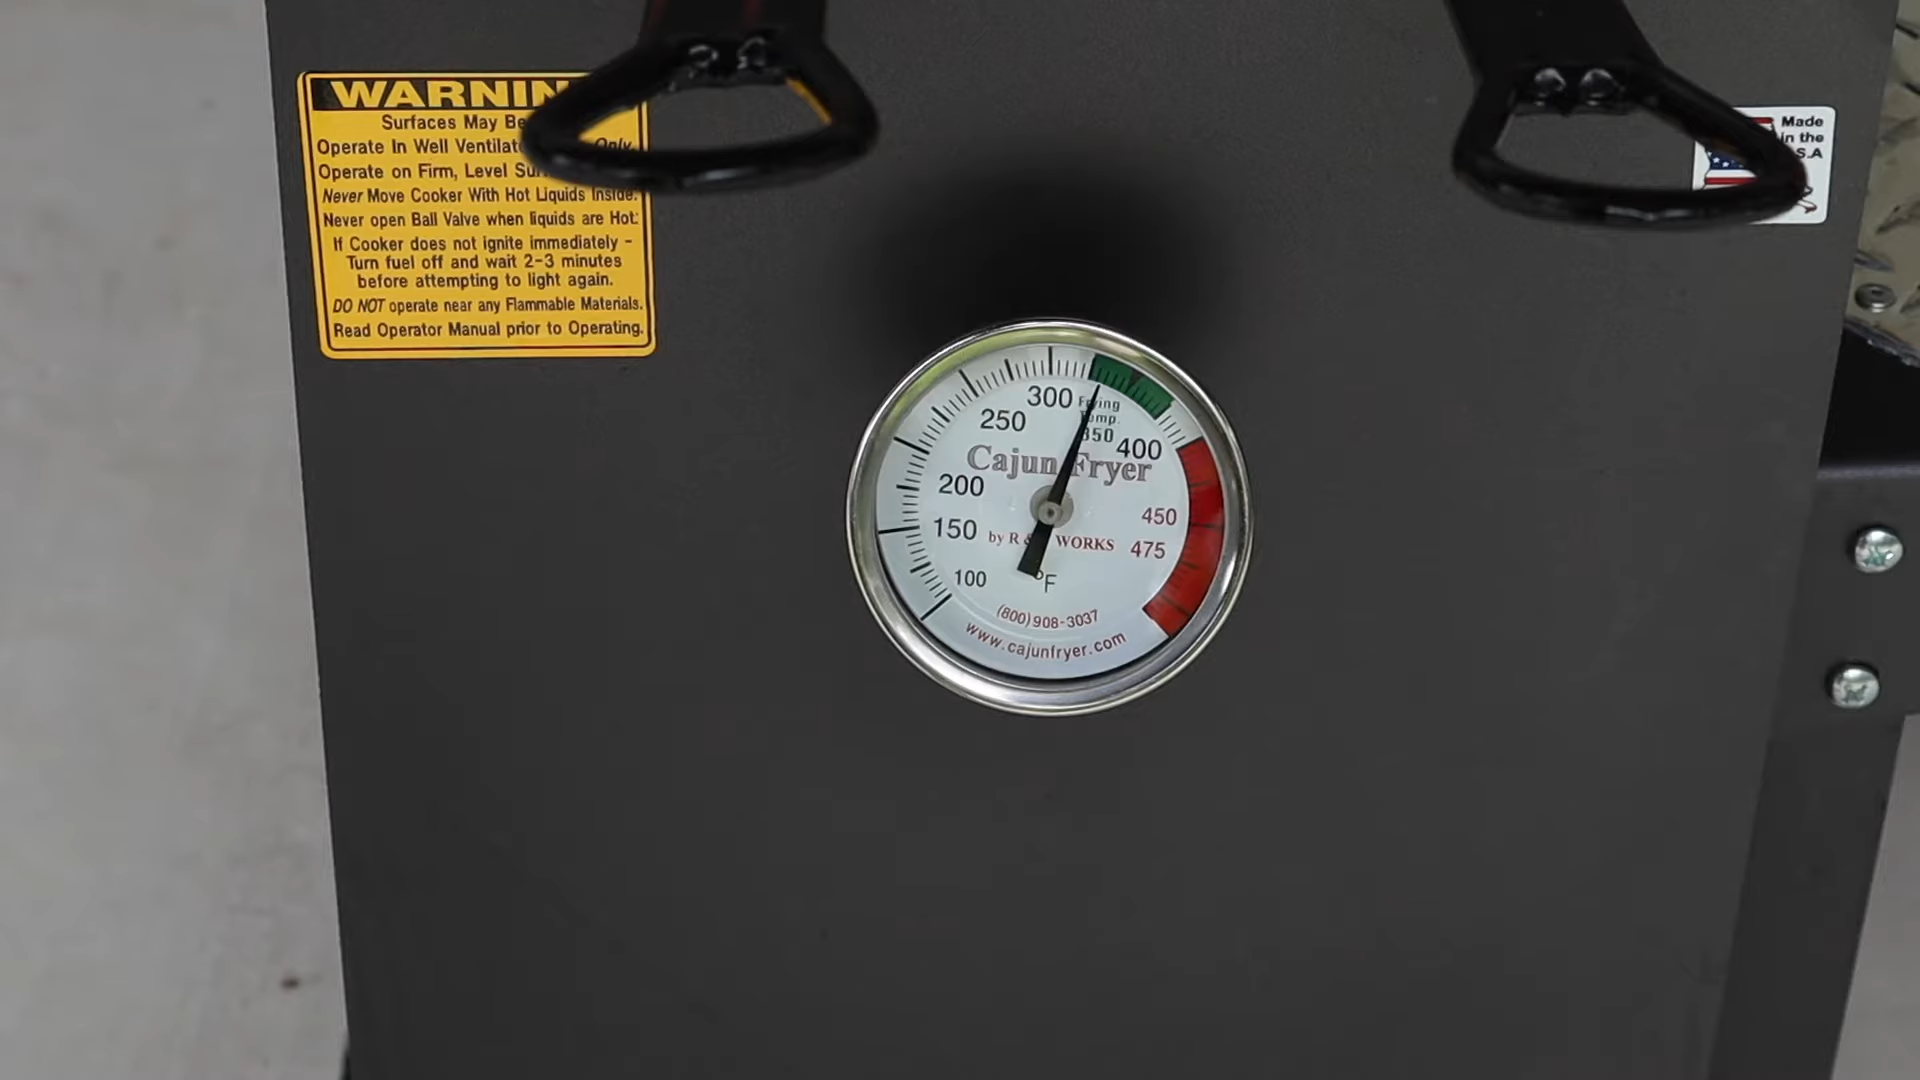 WARNIN
Surfaces May Be
Operate In Well Ventilate Only.
Operate on Firm, Level Sur
Never Move Cooker With Hot Liquids Inside.
Never open Ball Valve when liquids are Hot:
If Cooker does not ignite immediately -
Turn fuel off and wait 2-3 minutes
before attempting to light again.
DO NOT operate near any Flammable Materials.
Read Operator Manual prior to Operating.
Made
in the
S.A
300
Frying
Temp.
350
250
400
Cajun Fryer
200
450
150
by R & WORKS
475
100
°F
(800)908-3037
www.cajunfryer.com